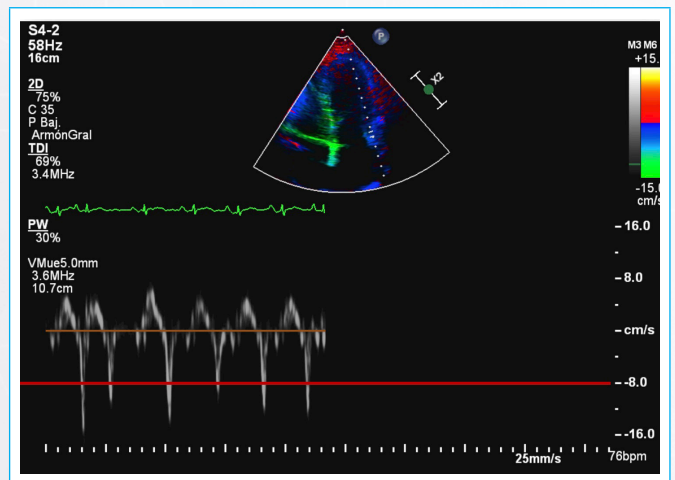 S4-2
58Hz
16cm
2D
75%
C 35
P Baj.
ArmónGral
TDI
69%
3.4MHz
PW
30%
VMue5.0mm
3.6MHz
10.7cm
P
X2
M3 M6
+15.
-15.0
cm/s
-16.0
-8.0
-cm/s
--8.0
--16.0
25mm/s
76bpm